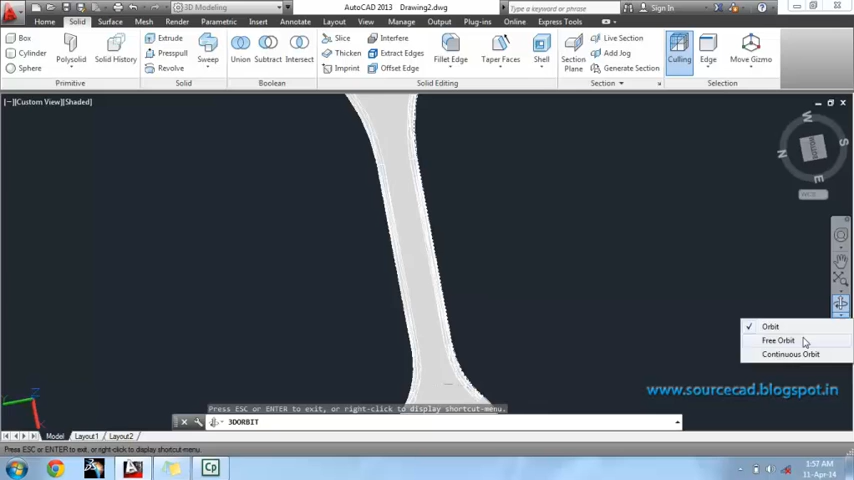 3D Modeling
AutoCAD 2013 Drawing2.dwg
Type a keyword or phrase
Sign In
Home Solid Surface Mesh Render Parametric Insert Annotate Layout View Manage Output Plug-ins Online Express Tools
Box
Cylinder
Sphere
Polysolid
Solid History
Primitive
Extrude
Presspull
Revolve
Sweep
Solid
Union
Subtract
Intersect
Boolean
Slice
Thicken
Imprint
Interfere
Extract Edges
Offset Edge
Fillet Edge
Taper Faces
Shell
Solid Editing
Section
Plane
Live Section
Add Jog
Generate Section
Section
Culling
Edge
Move Gizmo
Selection
[−][Custom View][Shaded]
W
S
N
E
BOTTOM
WCS
Orbit
Free Orbit
Continuous Orbit
www.sourcecad.blogspot.in
Y
Z
X
Press ESC or ENTER to exit, or right-click to display shortcut-menu.
3DORBIT
Model Layout1 Layout2
Press ESC or ENTER to exit, or right-click to display shortcut-menu.
Cp
1:57 AM
11-Apr-14